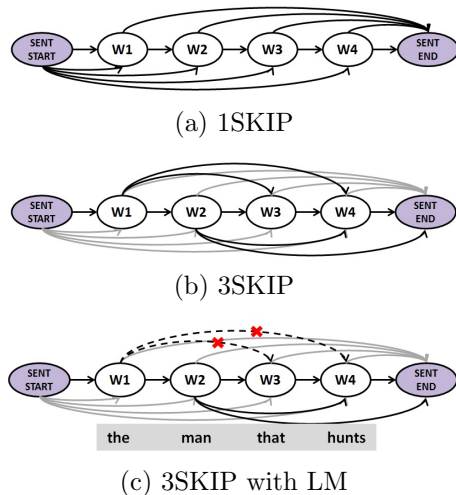 SENT START W1 W2 W3 W4 SENT END
(a) 1SKIP
SENT START W1 W2 W3 W4 SENT END
(b) 3SKIP
SENT START W1 W2 W3 W4 SENT END
the man that hunts
(c) 3SKIP with LM